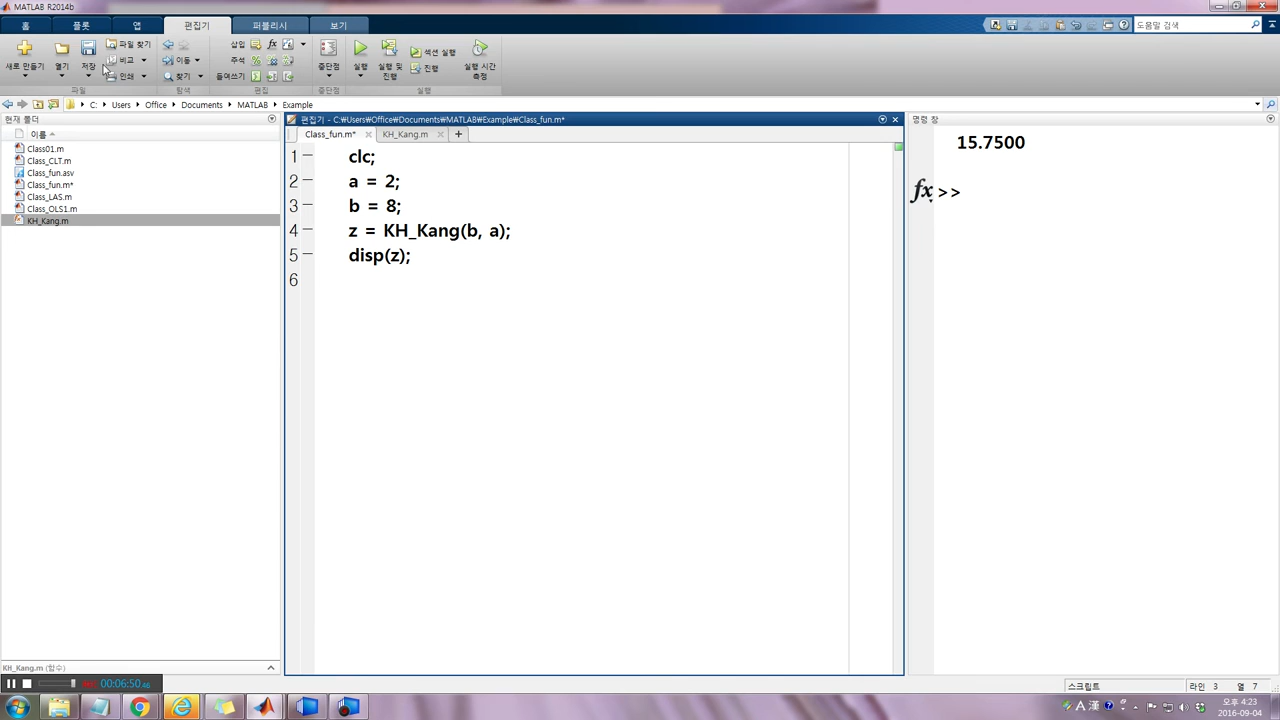 MATLAB R2014b
홈 플롯 앱 편집기 퍼블리시 보기
도움말 검색
새로 만들기 열기 저장 파일 찾기 비교 인쇄
이동 찾기
삽입 fx 주석 들여쓰기
중단점
실행 실행 및 진행 섹션 실행 진행 실행 시간 측정
파일 탐색 편집 중단점 실행
C: Users Office Documents MATLAB Example
현재 폴더
이름
Class01.m
Class_CLT.m
Class_fun.asv
Class_fun.m*
Class_LAS.m
Class_OLS1.m
KH_Kang.m
KH_Kang.m (함수)
편집기 - C:₩Users₩Office₩Documents₩MATLAB₩Example₩Class_fun.m*
Class_fun.m* KH_Kang.m
1 clc;
2 a = 2;
3 b = 8;
4 z = KH_Kang(b, a);
5 disp(z);
6
명령 창
15.7500
fx >>
스크립트 라인 3 열 7
00:06:50.46
A 漢
오후 4:23
2016-09-04